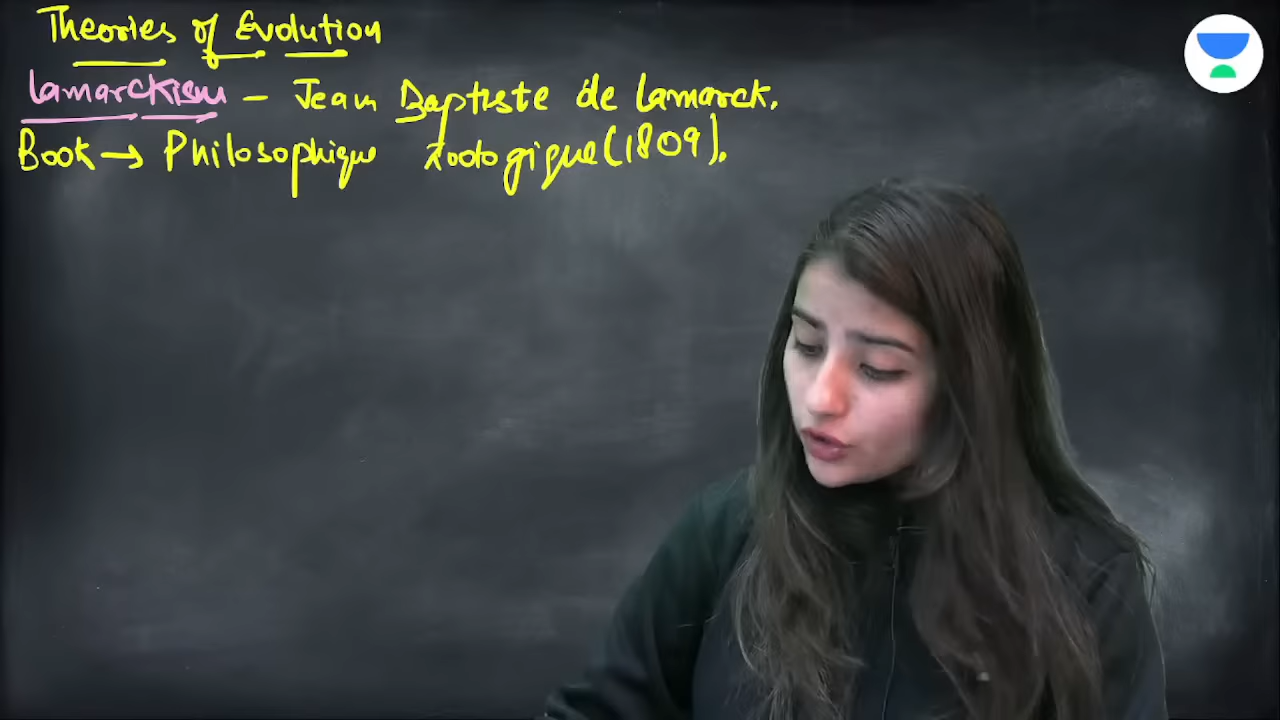 Theories of Evolution
Lamarckism - Jean Baptiste de Lamarck.
Book → Philosophique zoologique (1809).